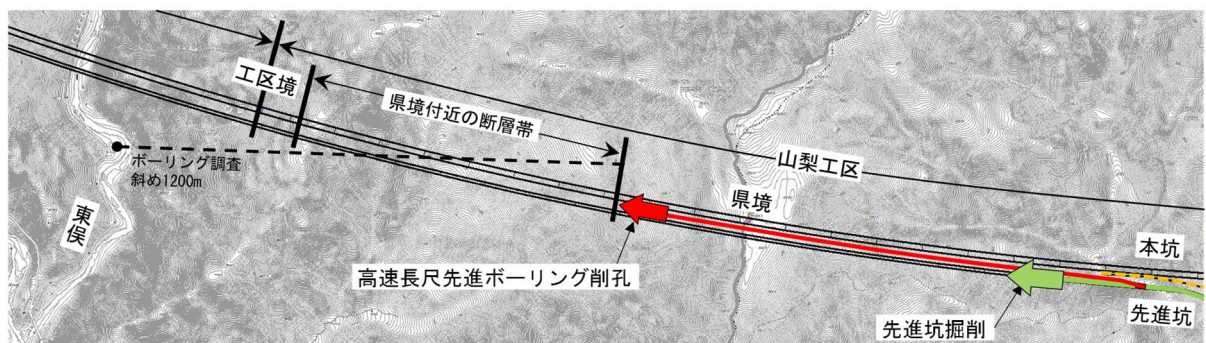 工区境
県境付近の断層帯
山梨工区
ボーリング調査
斜め1200m
県境
東俣
高速長尺先進ボーリング削孔
本坑
先進坑掘削
先進坑